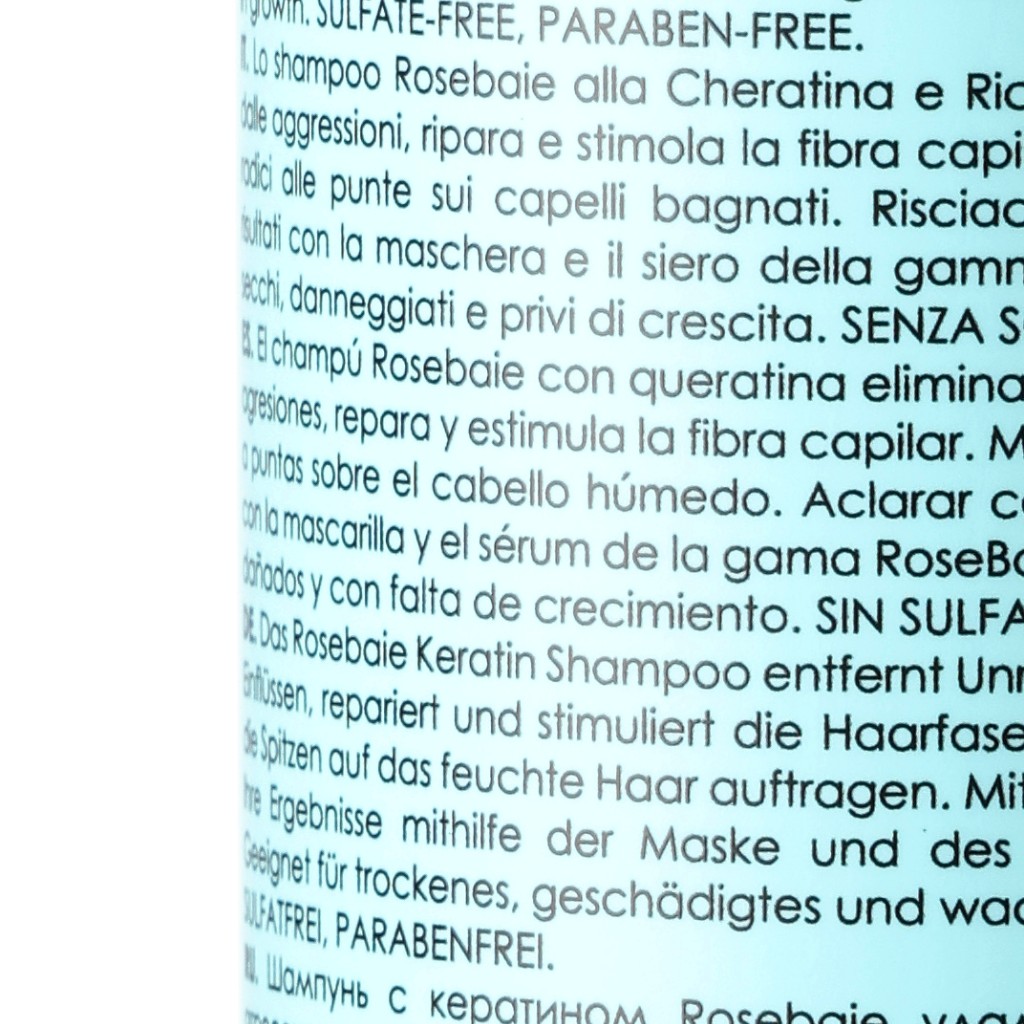 growth. SULFATE-FREE, PARABEN-FREE.
IT. Lo shampoo Rosebaie alla Cheratina e Ric
dalle aggressioni, ripara e stimola la fibra capi
radici alle punte sui capelli bagnati. Risciac
risultati con la maschera e il siero della gamm
secchi, danneggiati e privi di crescita. SENZA S
ES. El champú Rosebaie con queratina elimina
agresiones, repara y estimula la fibra capilar. M
a puntas sobre el cabello húmedo. Aclarar c
con la mascarilla y el sérum de la gama RoseBa
dañados y con falta de crecimiento. SIN SULFA
DE. Das Rosebaie Keratin Shampoo entfernt Unr
Einflüssen, repariert und stimuliert die Haarfase
die Spitzen auf das feuchte Haar auftragen. Mit
Ihre Ergebnisse mithilfe der Maske und des
Geeignet für trockenes, geschädigtes und wac
SULFATFREI, PARABENFREI.
RU. Шампунь с кератином Rosebaie